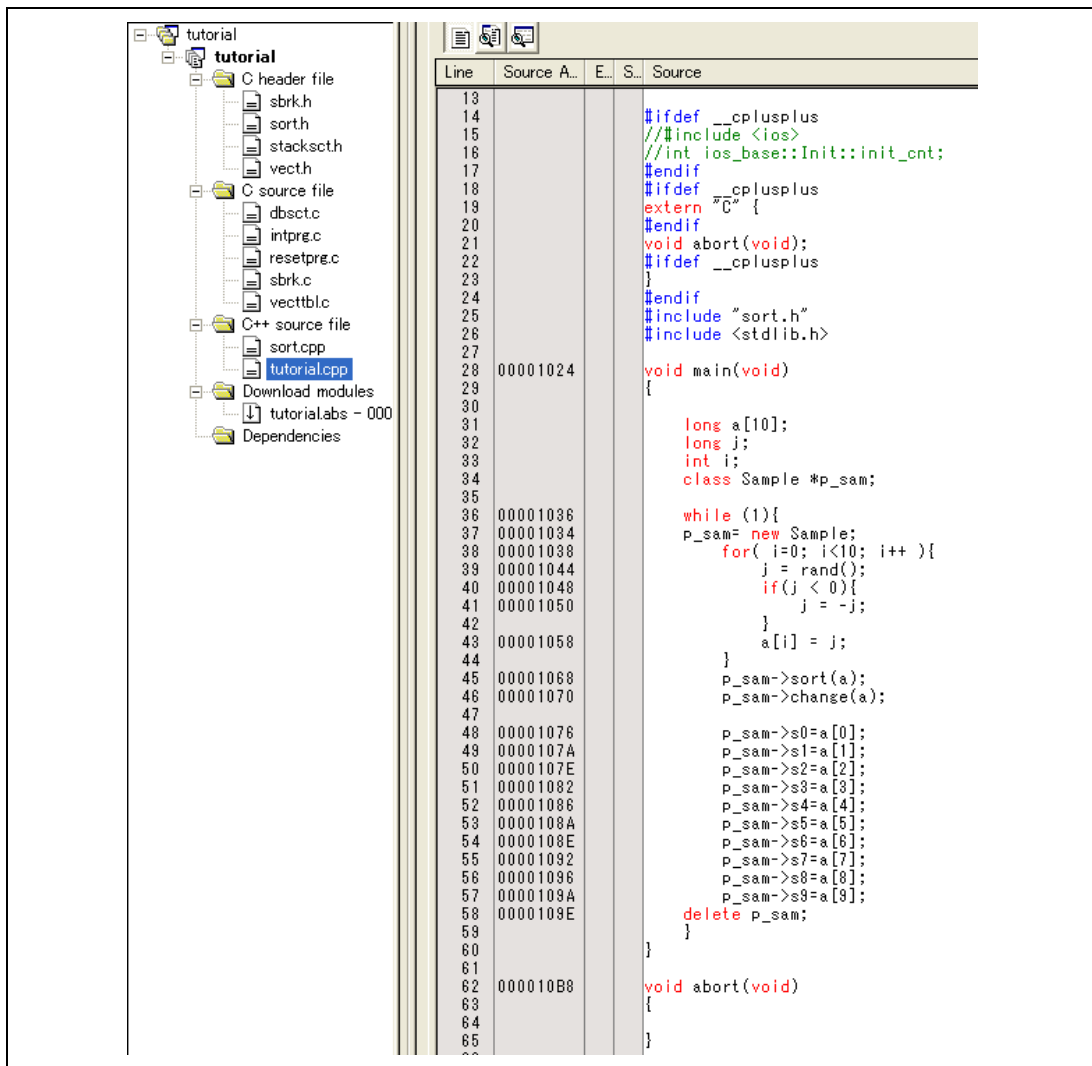 tutorial
tutorial
C header file
sbrk.h
sort.h
stacksct.h
vect.h
C source file
dbsct.c
intprg.c
resetprg.c
sbrk.c
vecttbl.c
C++ source file
sort.cpp
tutorial.cpp
Download modules
tutorial.abs - 000
Dependencies
Line Source A... E... S... Source
13
14 #ifdef __cplusplus
15 //#include <ios>
16 //int ios_base::Init::init_cnt;
17 #endif
18 #ifdef __cplusplus
19 extern "C" {
20 #endif
21 void abort(void);
22 #ifdef __cplusplus
23 }
24 #endif
25 #include "sort.h"
26 #include <stdlib.h>
27
28 00001024 void main(void)
29 {
30
31 long a[10];
32 long j;
33 int i;
34 class Sample *p_sam;
35
36 00001036 while (1){
37 00001034 p_sam= new Sample;
38 00001038 for( i=0; i<10; i++ ){
39 00001044 j = rand();
40 00001048 if(j < 0){
41 00001050 j = -j;
42 }
43 00001058 a[i] = j;
44 }
45 00001068 p_sam->sort(a);
46 00001070 p_sam->change(a);
47
48 00001076 p_sam->s0=a[0];
49 0000107A p_sam->s1=a[1];
50 0000107E p_sam->s2=a[2];
51 00001082 p_sam->s3=a[3];
52 00001086 p_sam->s4=a[4];
53 0000108A p_sam->s5=a[5];
54 0000108E p_sam->s6=a[6];
55 00001092 p_sam->s7=a[7];
56 00001096 p_sam->s8=a[8];
57 0000109A p_sam->s9=a[9];
58 0000109E delete p_sam;
59 }
60 }
61
62 000010B8 void abort(void)
63 {
64
65 }